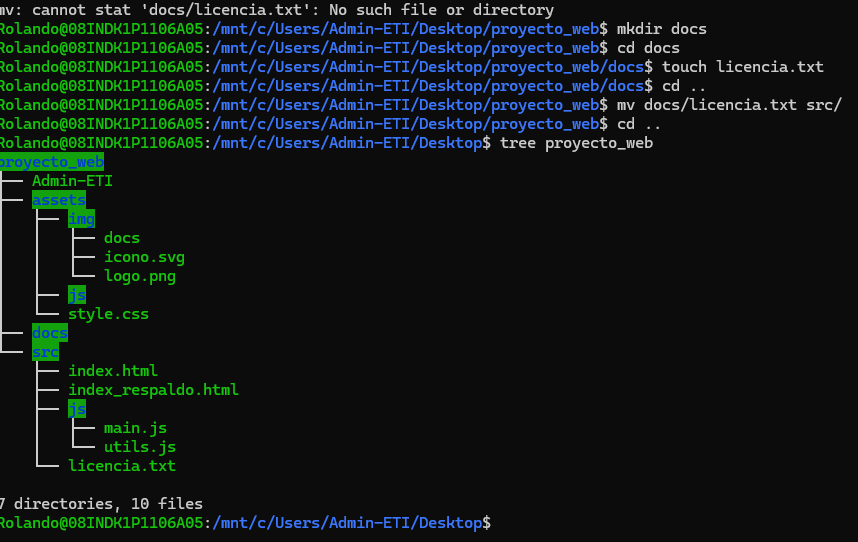 mv: cannot stat 'docs/licencia.txt': No such file or directory
Rolando@08INDK1P1106A05:/mnt/c/Users/Admin-ETI/Desktop/proyecto_web$ mkdir docs
Rolando@08INDK1P1106A05:/mnt/c/Users/Admin-ETI/Desktop/proyecto_web$ cd docs
Rolando@08INDK1P1106A05:/mnt/c/Users/Admin-ETI/Desktop/proyecto_web/docs$ touch licencia.txt
Rolando@08INDK1P1106A05:/mnt/c/Users/Admin-ETI/Desktop/proyecto_web/docs$ cd ..
Rolando@08INDK1P1106A05:/mnt/c/Users/Admin-ETI/Desktop/proyecto_web$ mv docs/licencia.txt src/
Rolando@08INDK1P1106A05:/mnt/c/Users/Admin-ETI/Desktop/proyecto_web$ cd ..
Rolando@08INDK1P1106A05:/mnt/c/Users/Admin-ETI/Desktop$ tree proyecto_web
proyecto_web
├── Admin-ETI
├── assets
│   ├── img
│   │   ├── docs
│   │   ├── icono.svg
│   │   └── logo.png
│   ├── js
│   └── style.css
├── docs
└── src
    ├── index.html
    ├── index_respaldo.html
    ├── js
    │   ├── main.js
    │   └── utils.js
    └── licencia.txt
7 directories, 10 files
Rolando@08INDK1P1106A05:/mnt/c/Users/Admin-ETI/Desktop$